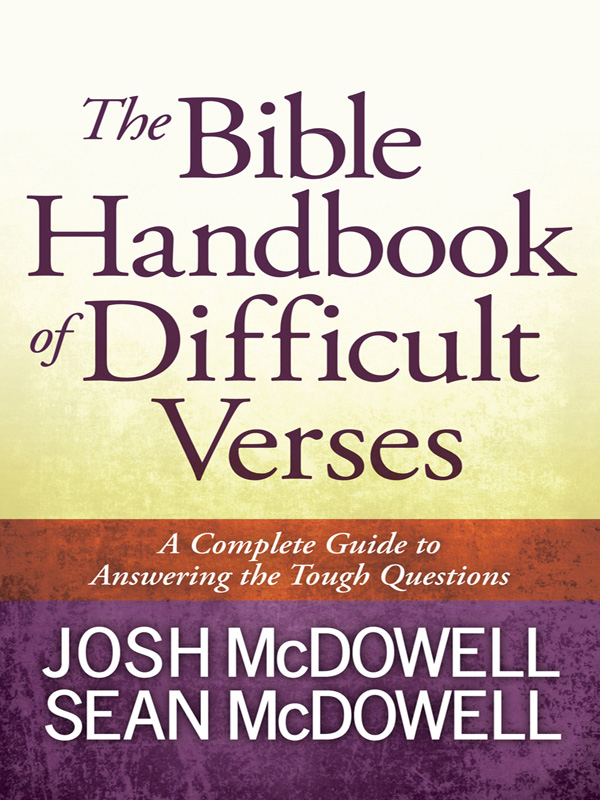 The Bible
Handbook
of Difficult
Verses
A Complete Guide to
Answering the Tough Questions
JOSH McDOWELL
SEAN McDOWELL